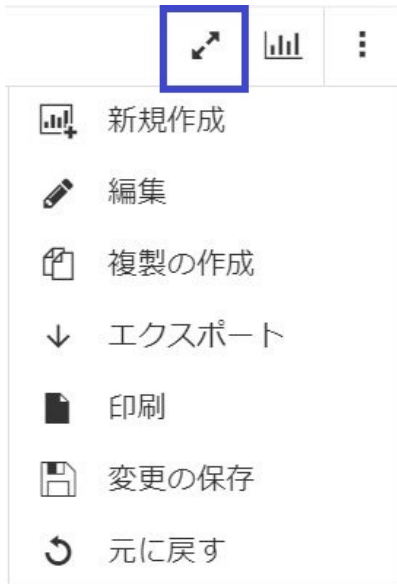 新規作成
編集
複製の作成
エクスポート
印刷
変更の保存
元に戻す